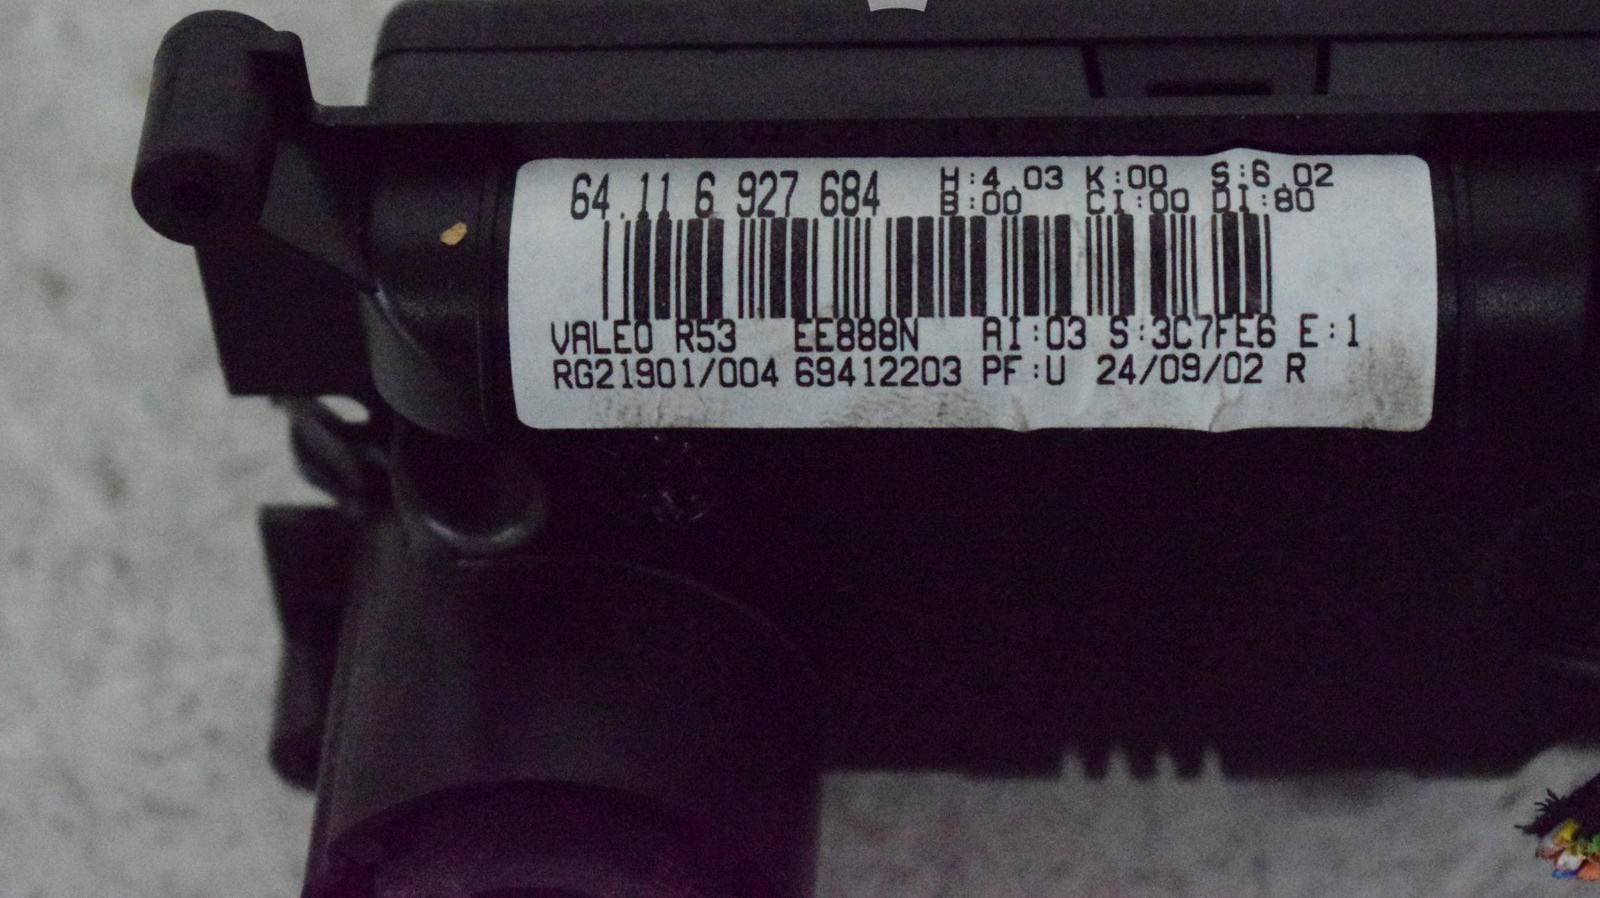 64.11 6 927 684 H:4.03 K:00 S:6.02
B:00 CI:00 DI:80
VALEO R53 EE888N AI:03 S:3C7FE6 E:1
RG21901/004 69412203 PF:U 24/09/02 R